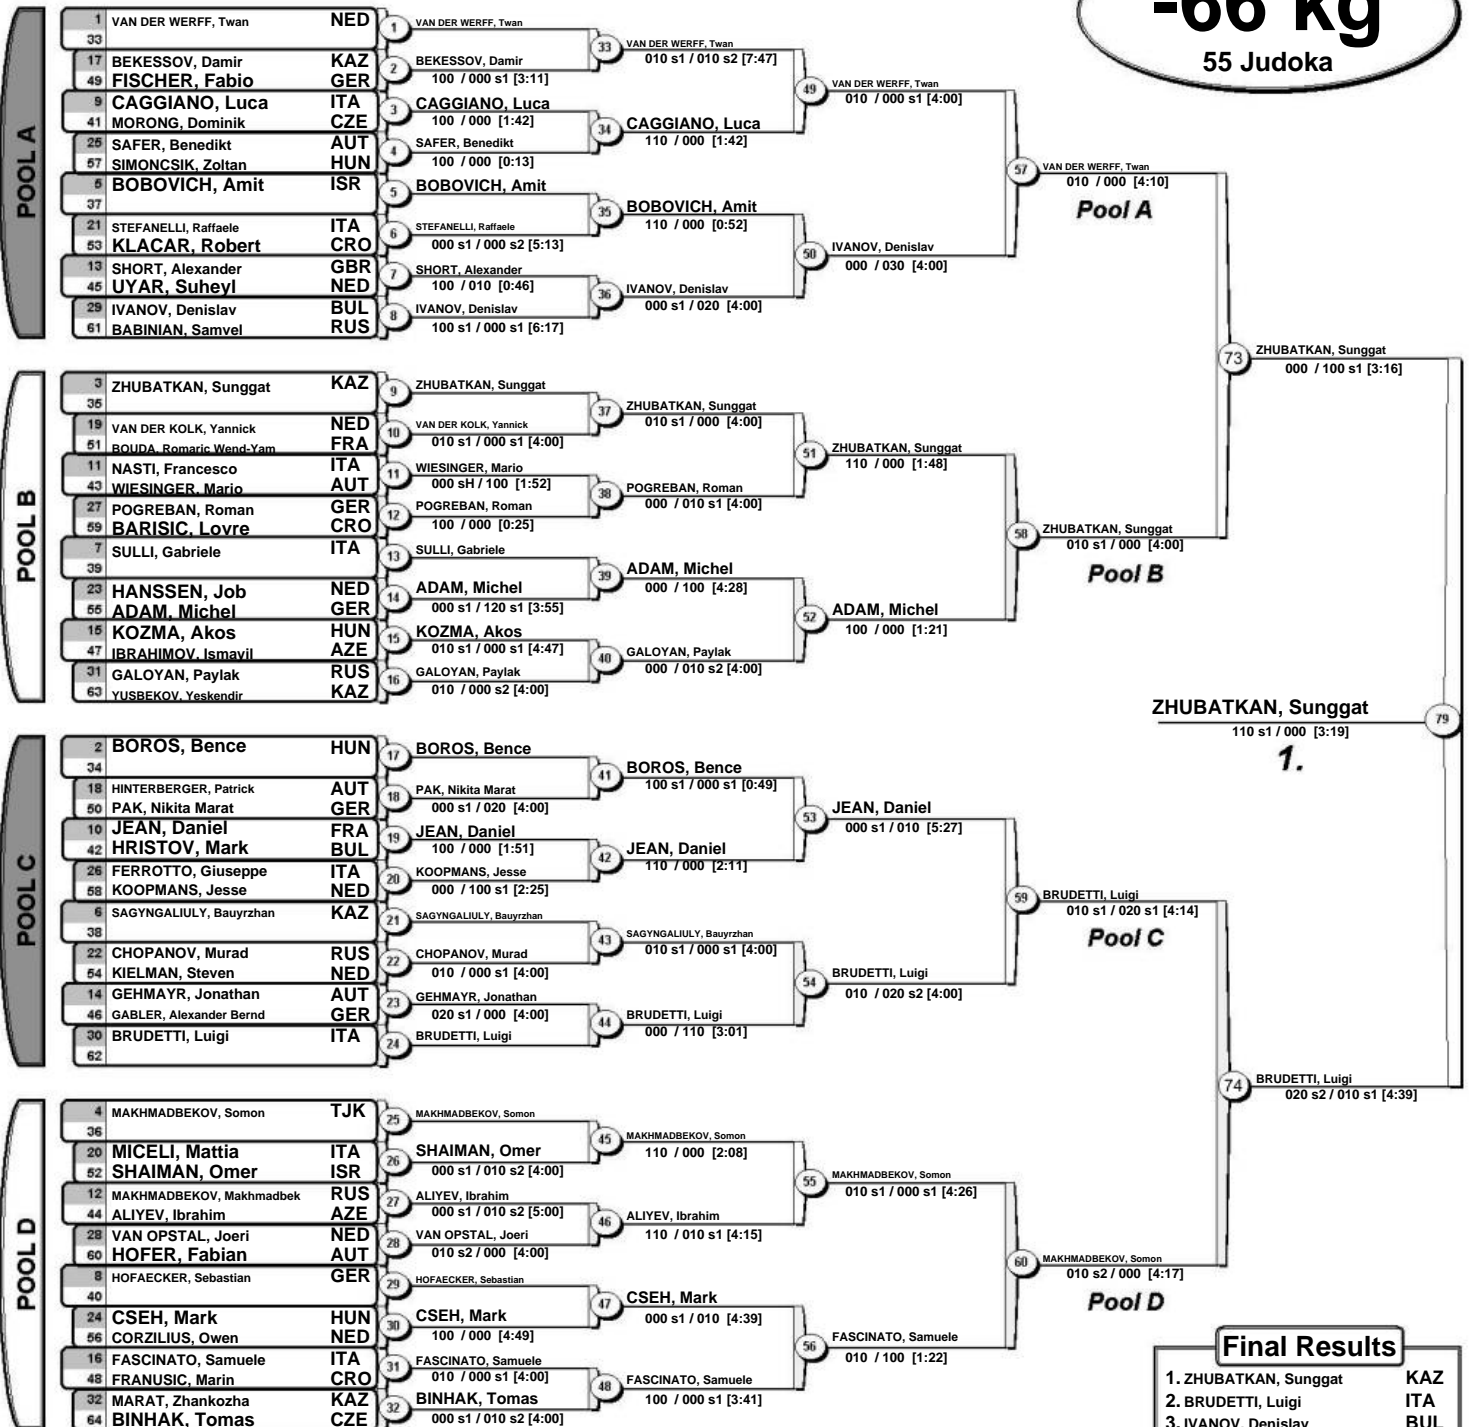 -66 kg
55 Judoka
POOL A
1 VAN DER WERFF, Twan NED
33
17 BEKESSOV, Damir KAZ
49 FISCHER, Fabio GER
9 CAGGIANO, Luca ITA
41 MORONG, Dominik CZE
25 SAFER, Benedikt AUT
57 SIMONCSIK, Zoltan HUN
5 BOBOVICH, Amit ISR
37
21 STEFANELLI, Raffaele ITA
53 KLACAR, Robert CRO
13 SHORT, Alexander GBR
45 UYAR, Suheyl NED
29 IVANOV, Denislav BUL
61 BABINIAN, Samvel RUS
1 VAN DER WERFF, Twan
2 BEKESSOV, Damir
100 / 000 s1 [3:11]
3 CAGGIANO, Luca
100 / 000 [1:42]
4 SAFER, Benedikt
100 / 000 [0:13]
5 BOBOVICH, Amit
6 STEFANELLI, Raffaele
000 s1 / 000 s2 [5:13]
7 SHORT, Alexander
100 / 010 [0:46]
8 IVANOV, Denislav
100 s1 / 000 s1 [6:17]
33 VAN DER WERFF, Twan
010 s1 / 010 s2 [7:47]
34 CAGGIANO, Luca
110 / 000 [1:42]
35 BOBOVICH, Amit
110 / 000 [0:52]
36 IVANOV, Denislav
000 s1 / 020 [4:00]
49 VAN DER WERFF, Twan
010 / 000 s1 [4:00]
50 IVANOV, Denislav
000 / 030 [4:00]
57 VAN DER WERFF, Twan
010 / 000 [4:10]
Pool A
POOL B
3 ZHUBATKAN, Sunggat KAZ
35
19 VAN DER KOLK, Yannick NED
51 BOUDA, Romaric Wend-Yam FRA
11 NASTI, Francesco ITA
43 WIESINGER, Mario AUT
27 POGREBAN, Roman GER
59 BARISIC, Lovre CRO
7 SULLI, Gabriele ITA
39
23 HANSSEN, Job NED
55 ADAM, Michel GER
15 KOZMA, Akos HUN
47 IBRAHIMOV, Ismayil AZE
31 GALOYAN, Paylak RUS
63 YUSBEKOV, Yeskendir KAZ
9 ZHUBATKAN, Sunggat
10 VAN DER KOLK, Yannick
010 s1 / 000 s1 [4:00]
11 WIESINGER, Mario
000 sH / 100 [1:52]
12 POGREBAN, Roman
100 / 000 [0:25]
13 SULLI, Gabriele
14 ADAM, Michel
000 s1 / 120 s1 [3:55]
15 KOZMA, Akos
010 s1 / 000 s1 [4:47]
16 GALOYAN, Paylak
010 / 000 s2 [4:00]
37 ZHUBATKAN, Sunggat
010 s1 / 000 [4:00]
38 POGREBAN, Roman
000 / 010 s1 [4:00]
39 ADAM, Michel
000 / 100 [4:28]
40 GALOYAN, Paylak
000 / 010 s2 [4:00]
51 ZHUBATKAN, Sunggat
110 / 000 [1:48]
52 ADAM, Michel
100 / 000 [1:21]
58 ZHUBATKAN, Sunggat
010 s1 / 000 [4:00]
Pool B
73 ZHUBATKAN, Sunggat
000 / 100 s1 [3:16]
ZHUBATKAN, Sunggat 79
110 s1 / 000 [3:19]
1.
POOL C
2 BOROS, Bence HUN
34
18 HINTERBERGER, Patrick AUT
50 PAK, Nikita Marat GER
10 JEAN, Daniel FRA
42 HRISTOV, Mark BUL
26 FERROTTO, Giuseppe ITA
58 KOOPMANS, Jesse NED
6 SAGYNGALIULY, Bauyrzhan KAZ
38
22 CHOPANOV, Murad RUS
54 KIELMAN, Steven NED
14 GEHMAYR, Jonathan AUT
46 GABLER, Alexander Bernd GER
30 BRUDETTI, Luigi ITA
62
17 BOROS, Bence
18 PAK, Nikita Marat
000 s1 / 020 [4:00]
19 JEAN, Daniel
100 / 000 [1:51]
20 KOOPMANS, Jesse
000 / 100 s1 [2:25]
21 SAGYNGALIULY, Bauyrzhan
22 CHOPANOV, Murad
010 / 000 s1 [4:00]
23 GEHMAYR, Jonathan
020 s1 / 000 [4:00]
24 BRUDETTI, Luigi
41 BOROS, Bence
100 s1 / 000 s1 [0:49]
42 JEAN, Daniel
110 / 000 [2:11]
43 SAGYNGALIULY, Bauyrzhan
010 s1 / 000 s1 [4:00]
44 BRUDETTI, Luigi
000 / 110 [3:01]
53 JEAN, Daniel
000 s1 / 010 [5:27]
54 BRUDETTI, Luigi
010 / 020 s2 [4:00]
59 BRUDETTI, Luigi
010 s1 / 020 s1 [4:14]
Pool C
74 BRUDETTI, Luigi
020 s2 / 010 s1 [4:39]
POOL D
4 MAKHMADBEKOV, Somon TJK
36
20 MICELI, Mattia ITA
52 SHAIMAN, Omer ISR
12 MAKHMADBEKOV, Makhmadbek RUS
44 ALIYEV, Ibrahim AZE
28 VAN OPSTAL, Joeri NED
60 HOFER, Fabian AUT
8 HOFAECKER, Sebastian GER
40
24 CSEH, Mark HUN
56 CORZILIUS, Owen NED
16 FASCINATO, Samuele ITA
48 FRANUSIC, Marin CRO
32 MARAT, Zhankozha KAZ
64 BINHAK, Tomas CZE
25 MAKHMADBEKOV, Somon
26 SHAIMAN, Omer
000 s1 / 010 s2 [4:00]
27 ALIYEV, Ibrahim
000 s1 / 010 s2 [5:00]
28 VAN OPSTAL, Joeri
010 s2 / 000 [4:00]
29 HOFAECKER, Sebastian
30 CSEH, Mark
100 / 000 [4:49]
31 FASCINATO, Samuele
010 / 000 s1 [4:00]
32 BINHAK, Tomas
000 s1 / 010 s2 [4:00]
45 MAKHMADBEKOV, Somon
110 / 000 [2:08]
46 ALIYEV, Ibrahim
110 / 010 s1 [4:15]
47 CSEH, Mark
000 s1 / 010 [4:39]
48 FASCINATO, Samuele
100 / 000 s1 [3:41]
55 MAKHMADBEKOV, Somon
010 s1 / 000 s1 [4:26]
56 FASCINATO, Samuele
010 / 100 [1:22]
60 MAKHMADBEKOV, Somon
010 s2 / 000 [4:17]
Pool D
Final Results
1. ZHUBATKAN, Sunggat KAZ
2. BRUDETTI, Luigi ITA
3. IVANOV, Denislav BUL